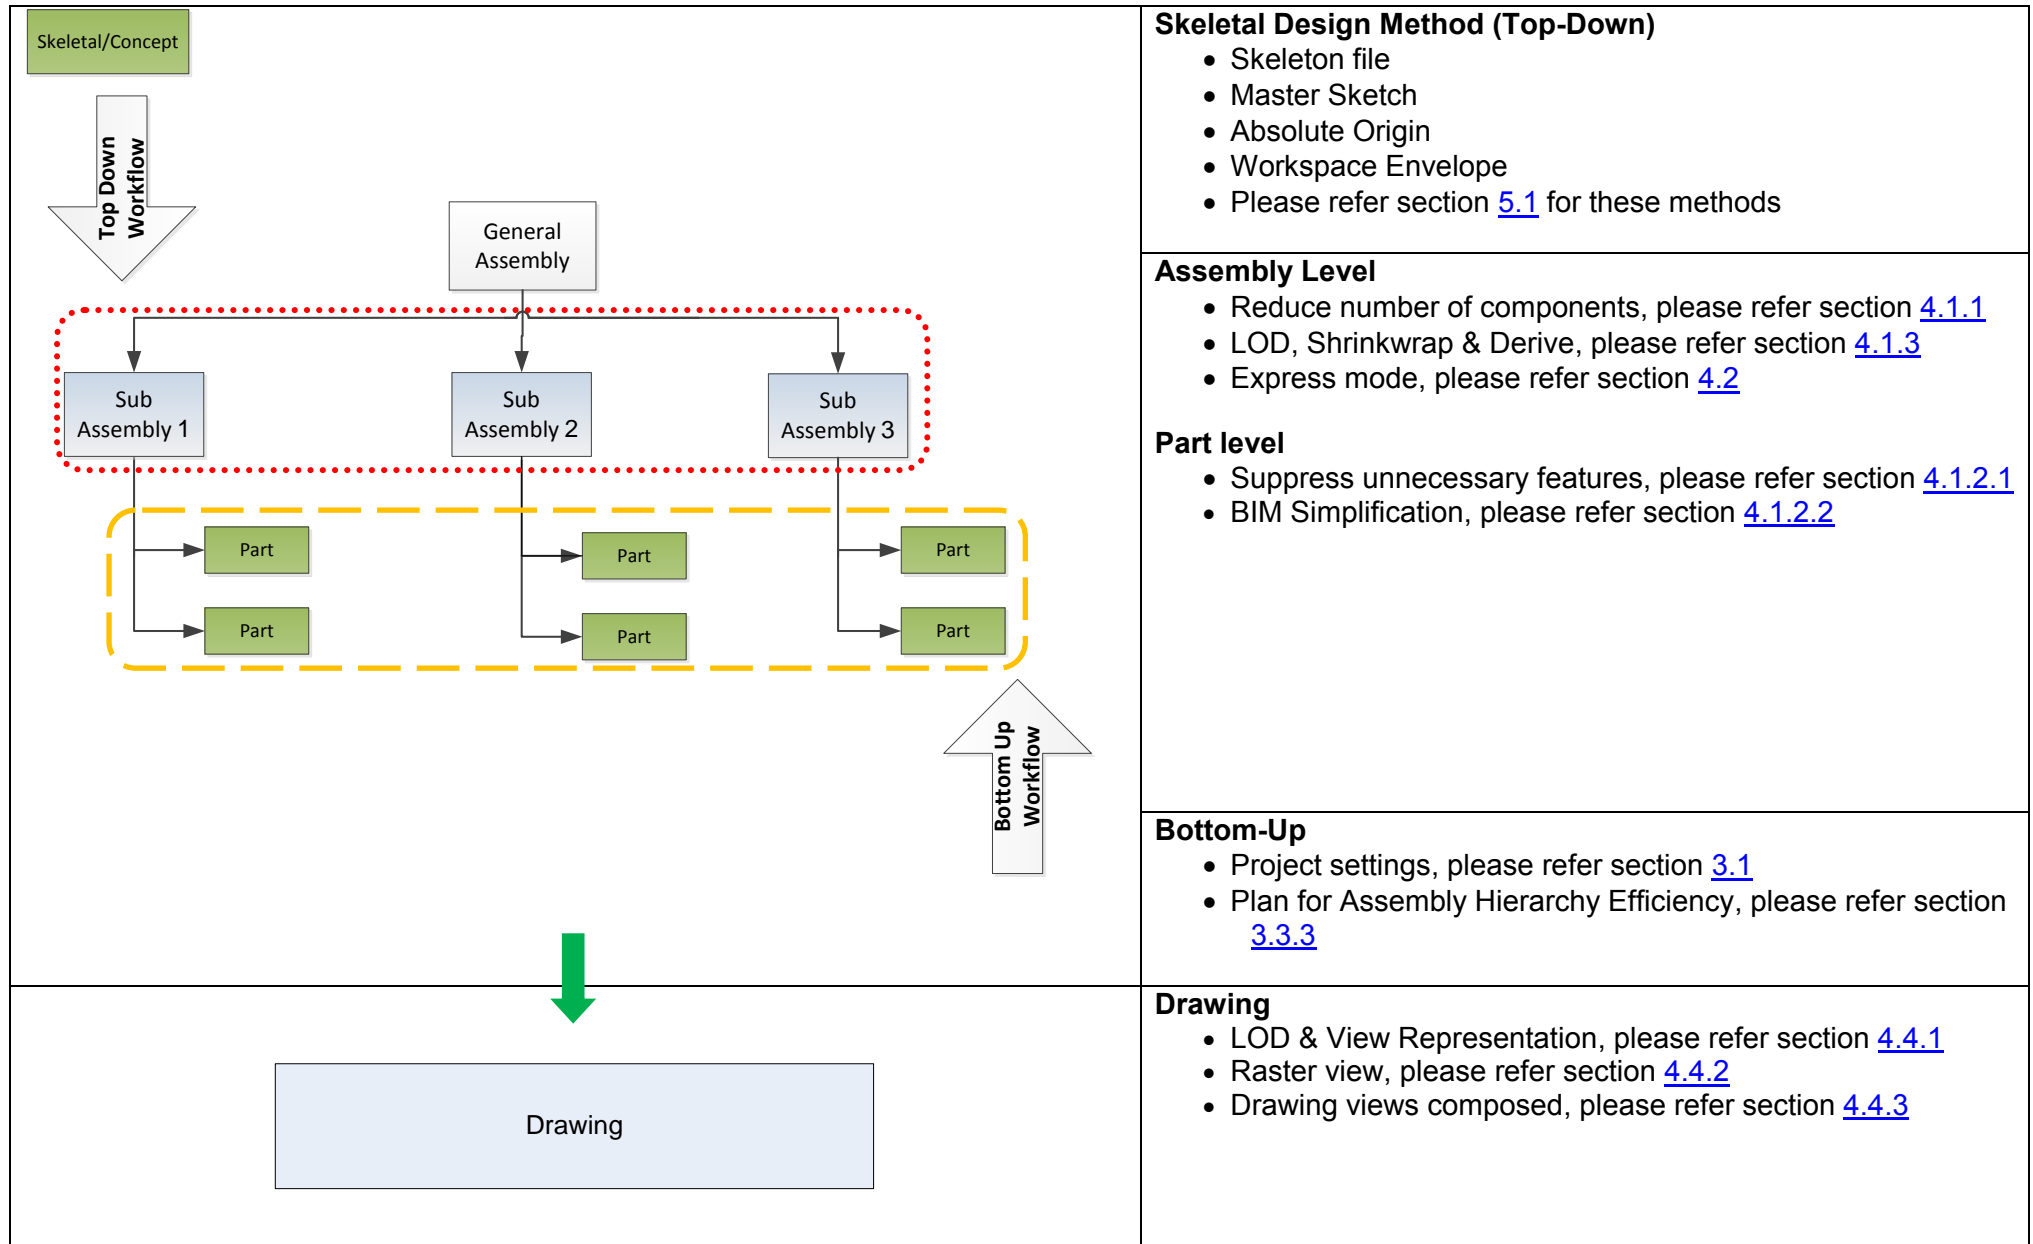 Skeletal/Concept
Top Down
Workflow
General
Assembly
Sub
Assembly 1
Sub
Assembly 2
Sub
Assembly 3
Part
Part
Part
Part
Part
Part
Bottom Up
Workflow
Skeletal Design Method (Top-Down)
• Skeleton file
• Master Sketch
• Absolute Origin
• Workspace Envelope
• Please refer section 5.1 for these methods
Assembly Level
• Reduce number of components, please refer section 4.1.1
• LOD, Shrinkwrap & Derive, please refer section 4.1.3
• Express mode, please refer section 4.2
Part level
• Suppress unnecessary features, please refer section 4.1.2.1
• BIM Simplification, please refer section 4.1.2.2
Bottom-Up
• Project settings, please refer section 3.1
• Plan for Assembly Hierarchy Efficiency, please refer section
3.3.3
Drawing
Drawing
• LOD & View Representation, please refer section 4.4.1
• Raster view, please refer section 4.4.2
• Drawing views composed, please refer section 4.4.3